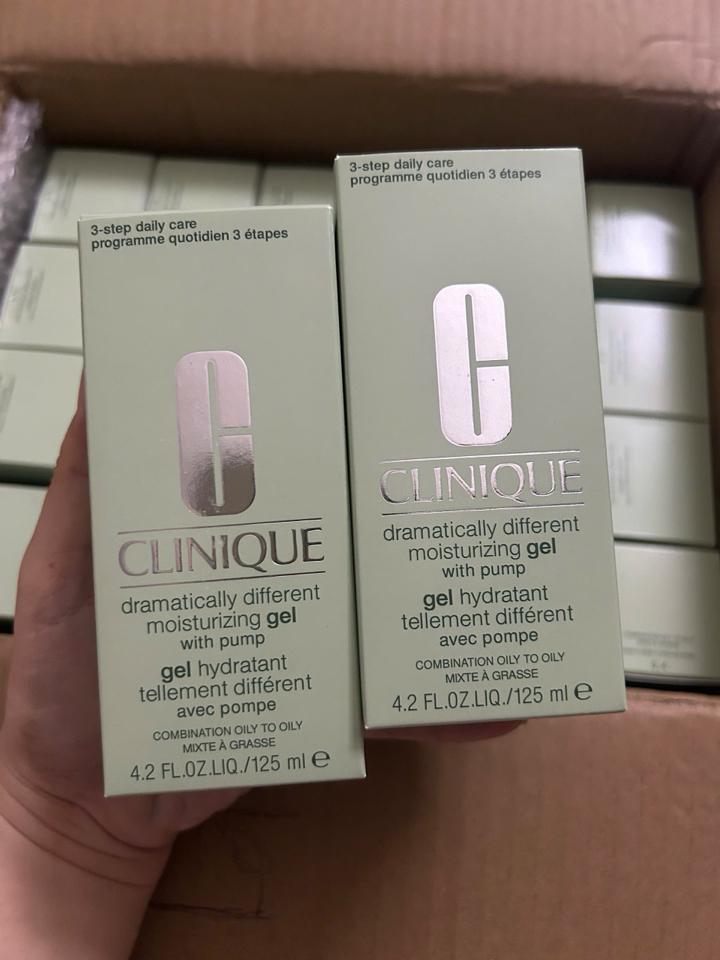 3-step daily care
programme quotidien 3 étapes
CLINIQUE
dramatically different
moisturizing gel
with pump
gel hydratant
tellement différent
avec pompe
COMBINATION OILY TO OILY
MIXTE À GRASSE
4.2 FL.OZ.LIQ./125 ml e
3-step daily care
programme quotidien 3 étapes
CLINIQUE
dramatically different
moisturizing gel
with pump
gel hydratant
tellement différent
avec pompe
COMBINATION OILY TO OILY
MIXTE À GRASSE
4.2 FL.OZ.LIQ./125 ml e